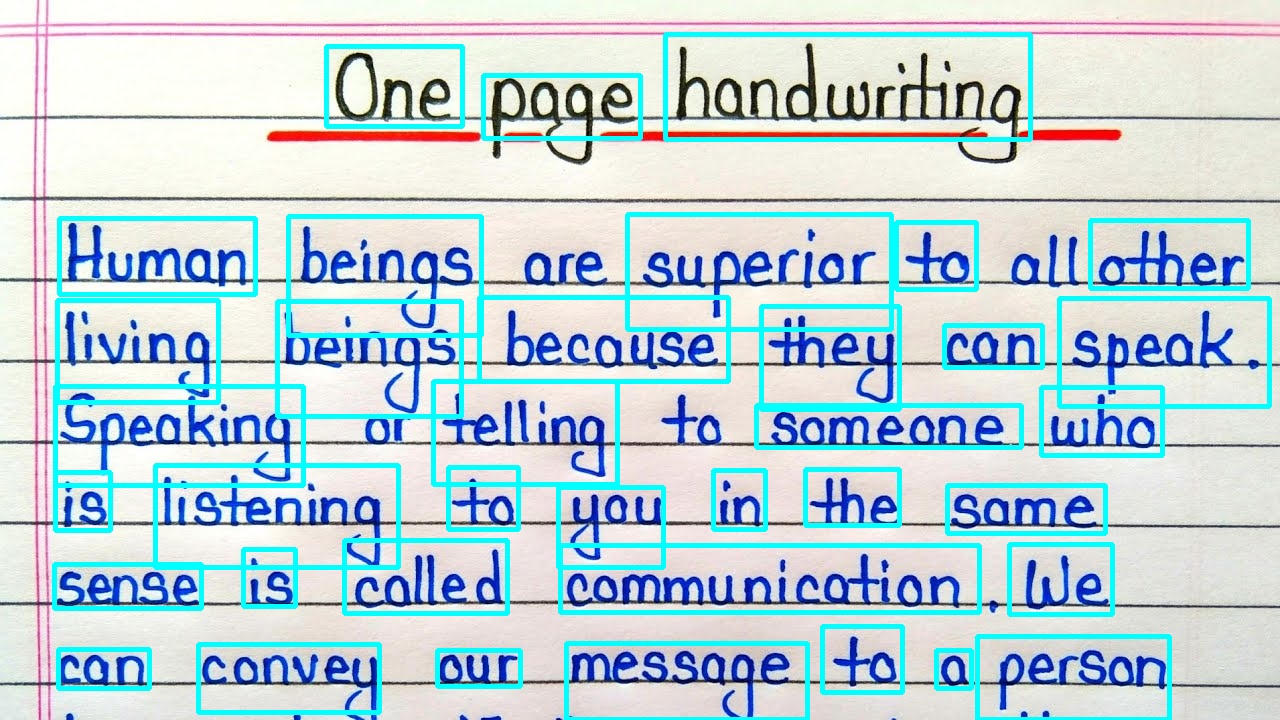 One page handwriting
Human beings are superior to all other
living beings because they can speak.
Speaking or telling to someone who
is listening to you in the same
sense is called communication. We
can convey our message to a person